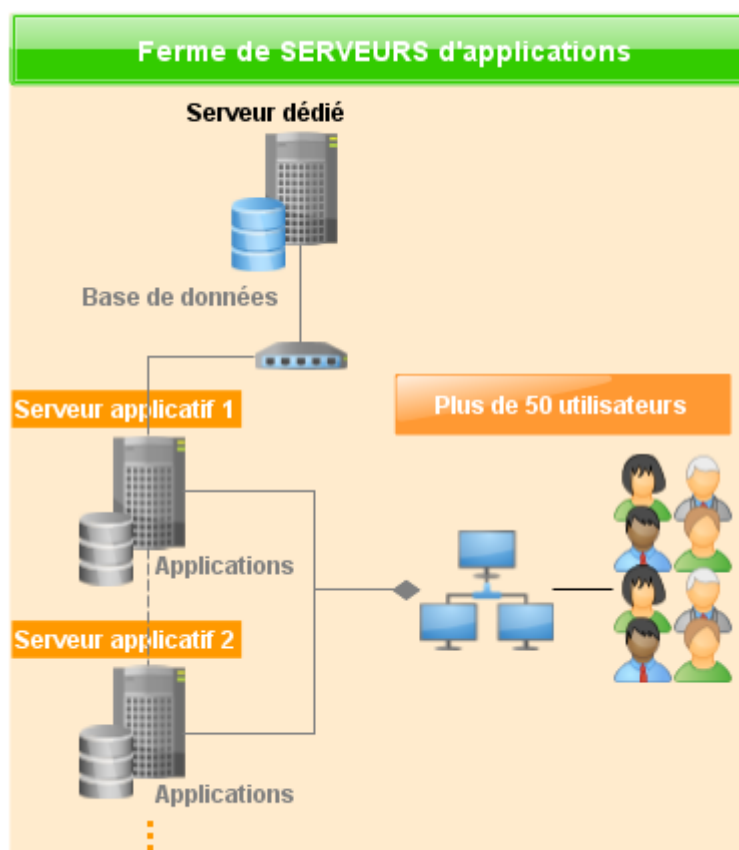 Ferme de SERVEURS d'applications
Serveur dédié
Base de données
Serveur applicatif 1
Plus de 50 utilisateurs
Applications
Serveur applicatif 2
Applications